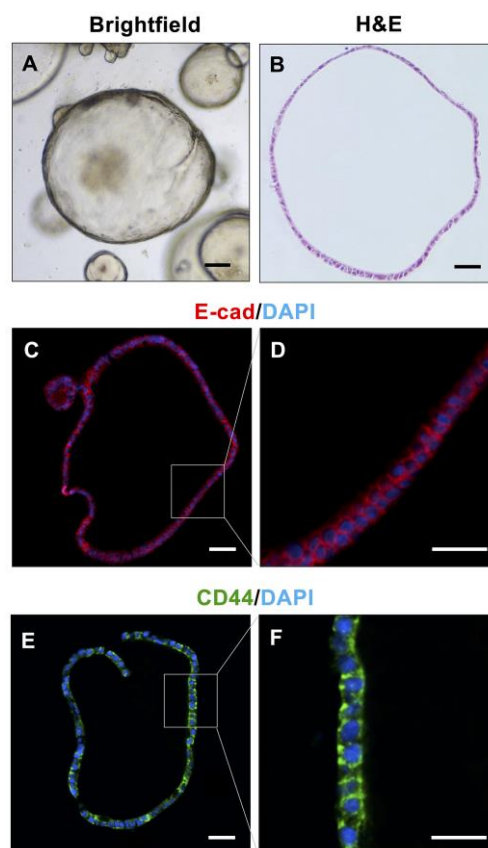 Brightfield H&E
A B
E-cad/DAPI
C D
CD44/DAPI
E F